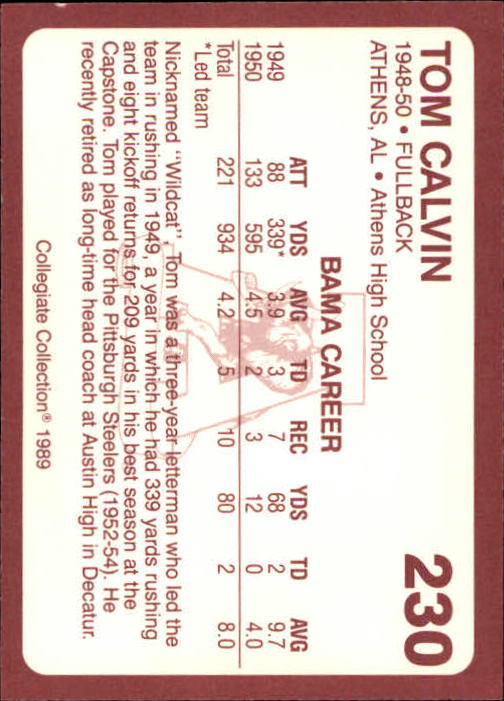 TOM CALVIN 230
1948-50 • FULLBACK
ATHENS, AL • Athens High School
BAMA CAREER
ATT YDS AVG TD REC YDS TD AVG
1949 88 339* 3.9 3 7 68 2 9.7
1950 133 595 4.5 2 3 12 0 4.0
Total 221 934 4.2 5 10 80 2 8.0
*Led team
Nicknamed "Wildcat", Tom was a three-year letterman who led the
team in rushing in 1949, a year in which he had 339 yards rushing
and eight kickoff returns for 209 yards in his best season at the
Capstone. Tom played for the Pittsburgh Steelers (1952-54). He
recently retired as long-time head coach at Austin High in Decatur.
Collegiate Collection® 1989